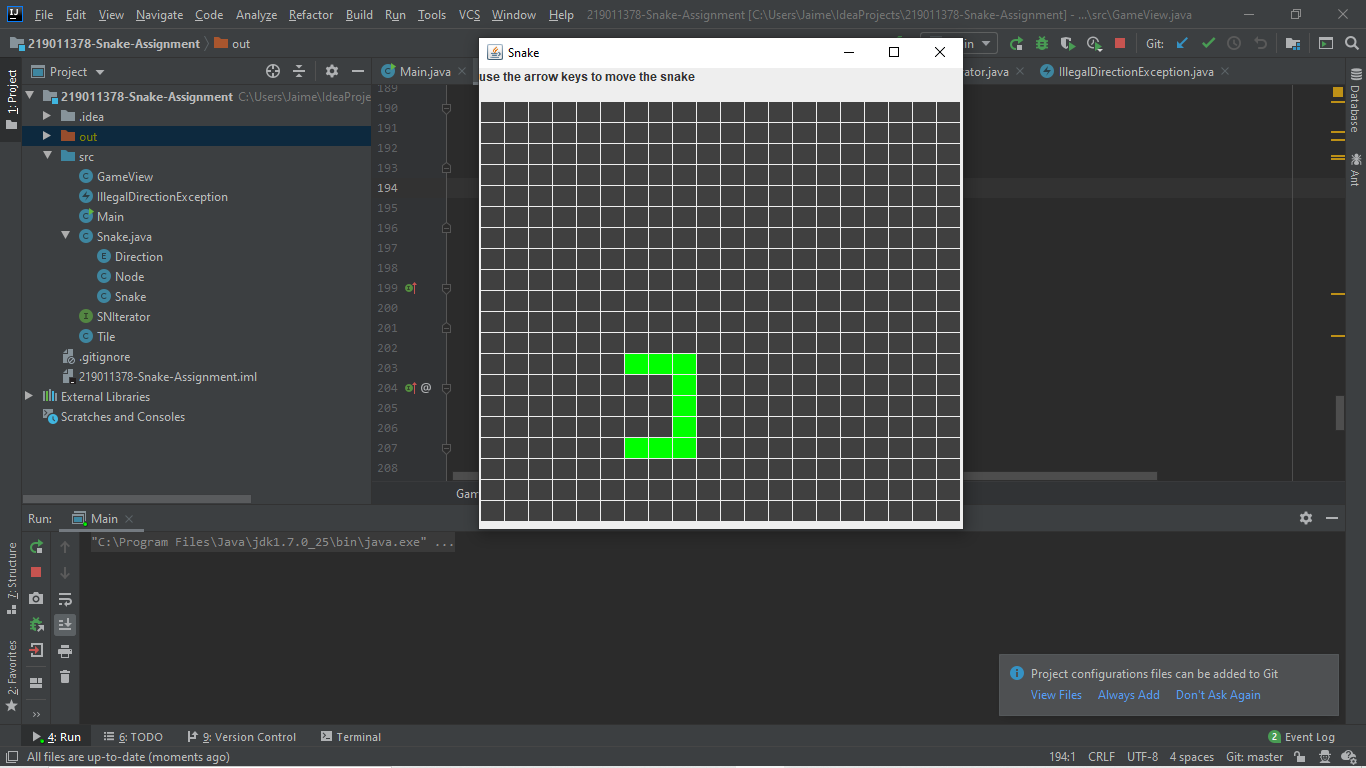 File Edit View Navigate Code Analyze Refactor Build Run Tools VCS Window Help 219011378-Snake-Assignment [C:\Users\Jaime\IdeaProjects\219011378-Snake-Assignment] - ...\src\GameView.java
219011378-Snake-Assignment out
Git:
Snake
use the arrow keys to move the snake
1: Project
Project
Main.java
IllegalDirectionException.java
219011378-Snake-Assignment C:\Users\Jaime\IdeaProje
.idea
out
src
GameView
IllegalDirectionException
Main
Snake.java
Direction
Node
Snake
SNIterator
Tile
.gitignore
219011378-Snake-Assignment.iml
External Libraries
Scratches and Consoles
189
190
191
192
193
194
195
196
197
198
199
200
201
202
203
204 @
205
206
207
208
Database
Ant
Run: Main
"C:\Program Files\Java\jdk1.7.0_25\bin\java.exe" ...
7: Structure
2: Favorites
Project configurations files can be added to Git
View Files Always Add Don't Ask Again
4: Run 6: TODO 9: Version Control Terminal 2 Event Log
All files are up-to-date (moments ago) 194:1 CRLF UTF-8 4 spaces Git: master